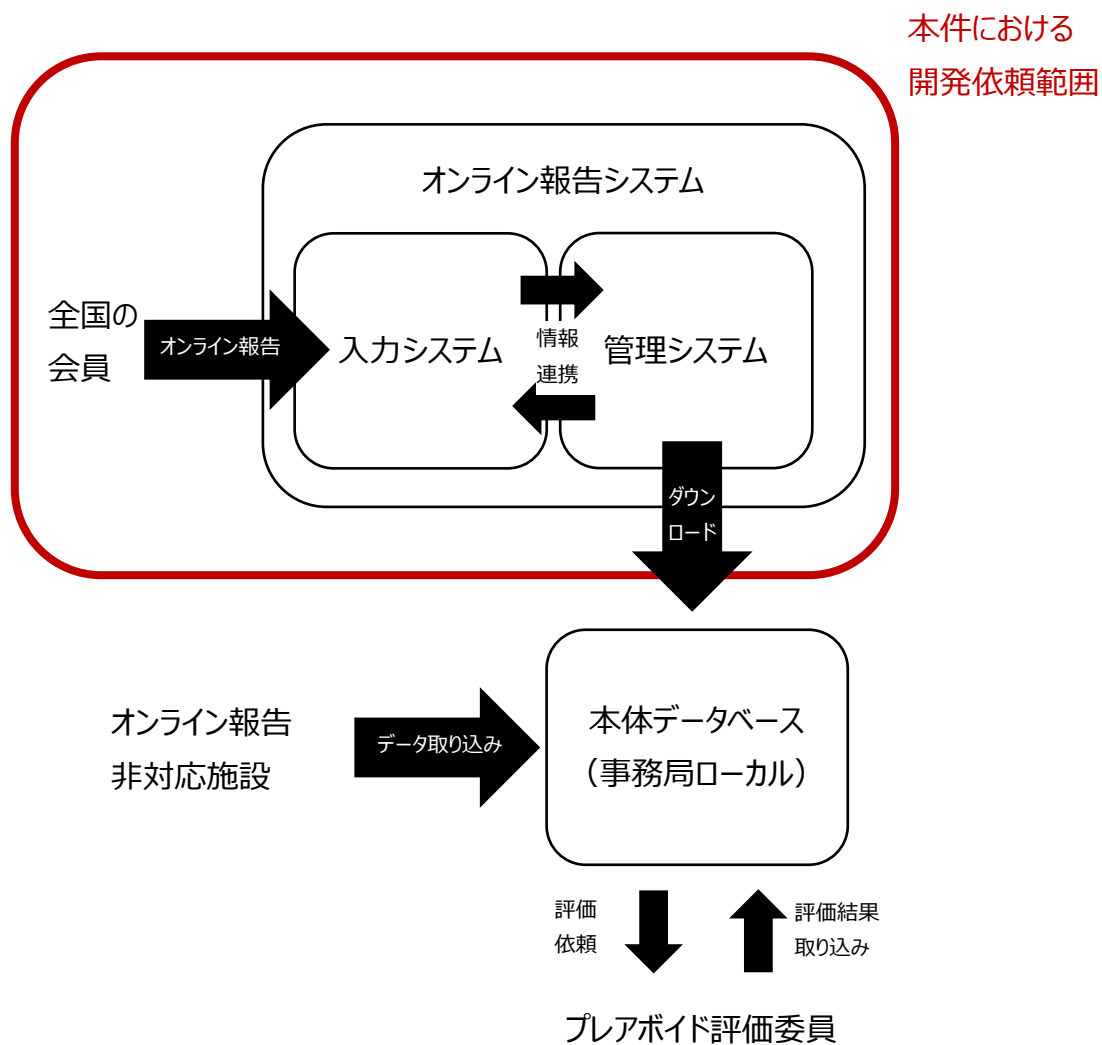 本件における
開発依頼範囲
オンライン報告システム
全国の
会員
オンライン報告
入力システム
情報
連携
管理システム
ダウン
ロード
オンライン報告
非対応施設
データ取り込み
本体データベース
（事務局ローカル）
評価
依頼
評価結果
取り込み
プレアボイド評価委員